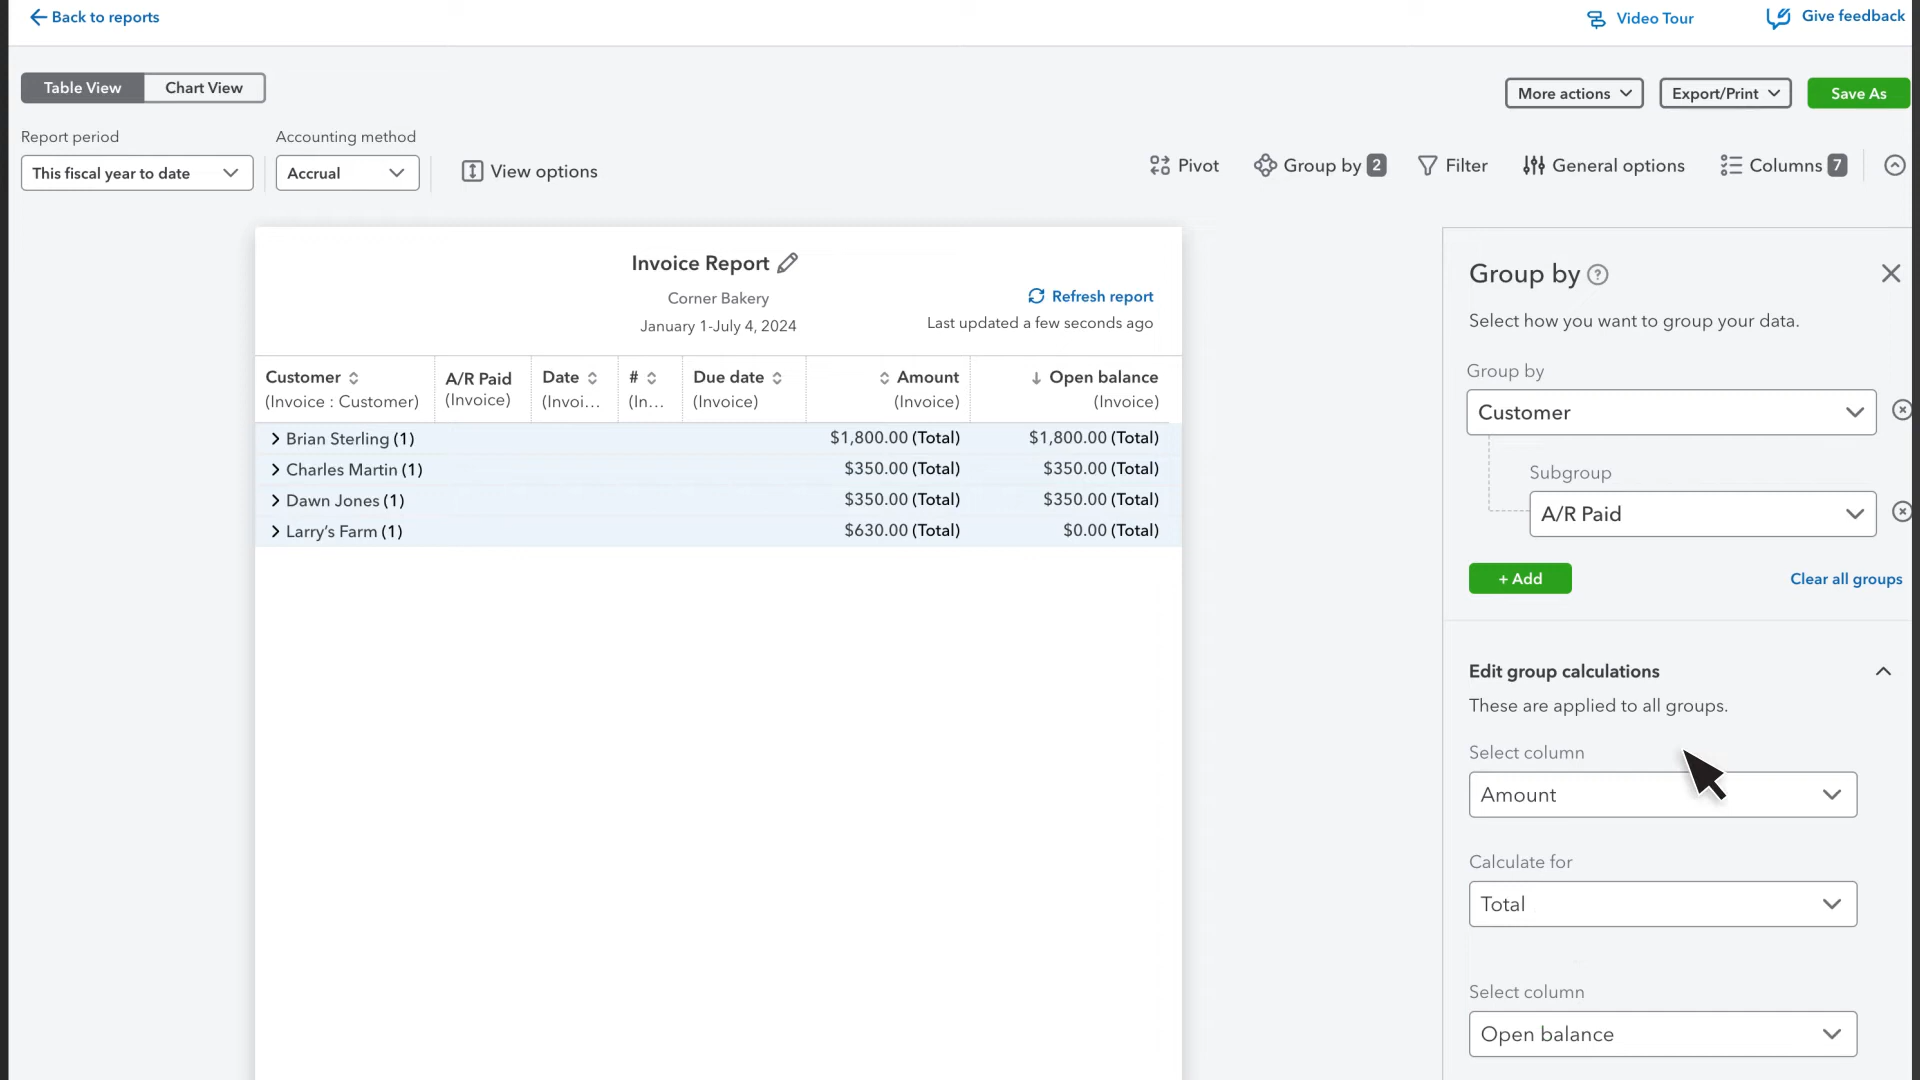 Back to reports
Video Tour
Give feedback
Table View
Chart View
More actions
Export/Print
Save As
Report period
Accounting method
This fiscal year to date
Accrual
View options
Pivot
Group by 2
Filter
General options
Columns 7
Invoice Report
Corner Bakery
January 1-July 4, 2024
Refresh report
Last updated a few seconds ago
Customer
(Invoice : Customer)
A/R Paid
(Invoice)
Date
(Invoi...
#
(In...
Due date
(Invoice)
Amount
(Invoice)
Open balance
(Invoice)
Brian Sterling (1) $1,800.00 (Total) $1,800.00 (Total)
Charles Martin (1) $350.00 (Total) $350.00 (Total)
Dawn Jones (1) $350.00 (Total) $350.00 (Total)
Larry's Farm (1) $630.00 (Total) $0.00 (Total)
Group by ?
Select how you want to group your data.
Group by
Customer
Subgroup
A/R Paid
+ Add
Clear all groups
Edit group calculations
These are applied to all groups.
Select column
Amount
Calculate for
Total
Select column
Open balance